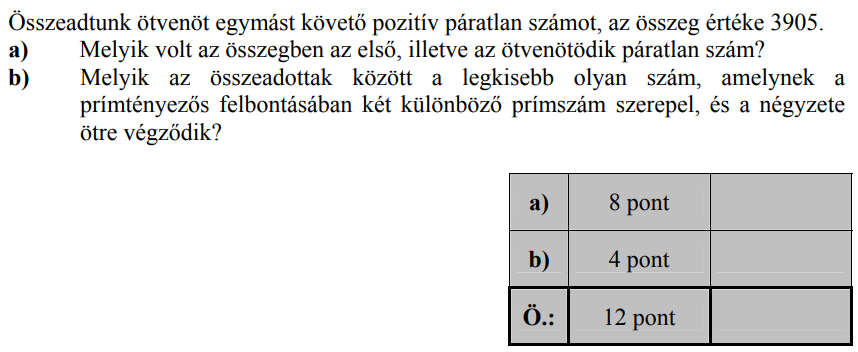 Összeadtunk ötvenöt egymást követő pozitív páratlan számot, az összeg értéke 3905.
a) Melyik volt az összegben az első, illetve az ötvenötödik páratlan szám?
b) Melyik az összeadottak között a legkisebb olyan szám, amelynek a
prímtényezős felbontásában két különböző prímszám szerepel, és a négyzete
ötre végződik?
a) 8 pont
b) 4 pont
Ö.: 12 pont